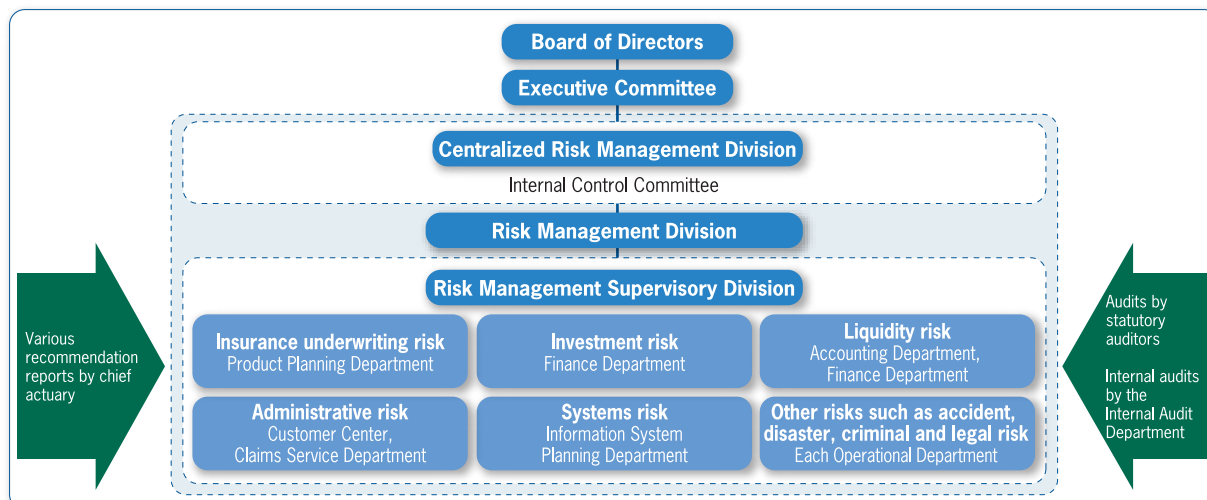 Board of Directors
Executive Committee
Centralized Risk Management Division
Internal Control Committee
Risk Management Division
Risk Management Supervisory Division
Various
recommendation
reports by chief
actuary
Insurance underwriting risk
Product Planning Department
Investment risk
Finance Department
Liquidity risk
Accounting Department,
Finance Department
Administrative risk
Customer Center,
Claims Service Department
Systems risk
Information System
Planning Department
Other risks such as accident,
disaster, criminal and legal risk
Each Operational Department
Audits by
statutory
auditors
Internal audits
by the
Internal Audit
Department